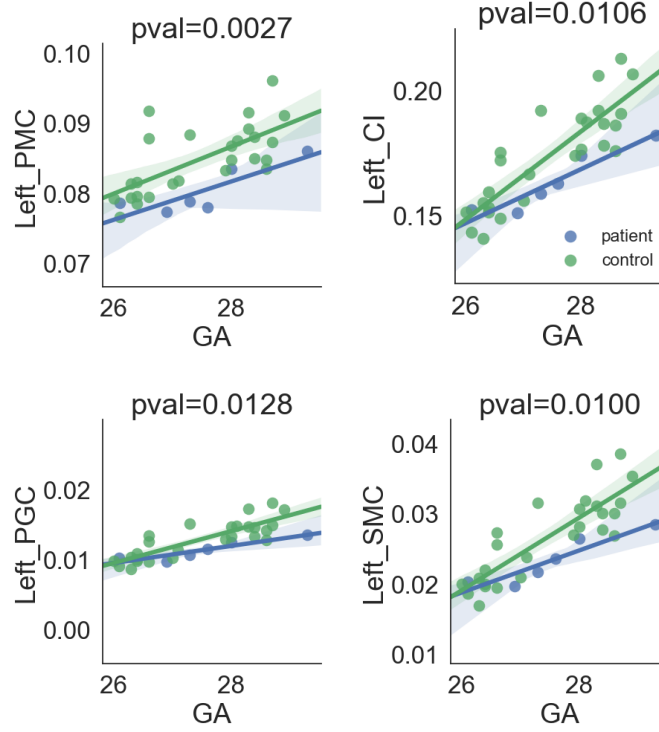 pval=0.0027
0.10
0.09
0.08
0.07
Left_PMC
26
28
GA
pval=0.0106
0.20
0.15
Left_CI
patient
control
26
28
GA
pval=0.0128
0.02
0.01
0.00
Left_PGC
26
28
GA
pval=0.0100
0.04
0.03
0.02
0.01
Left_SMC
26
28
GA